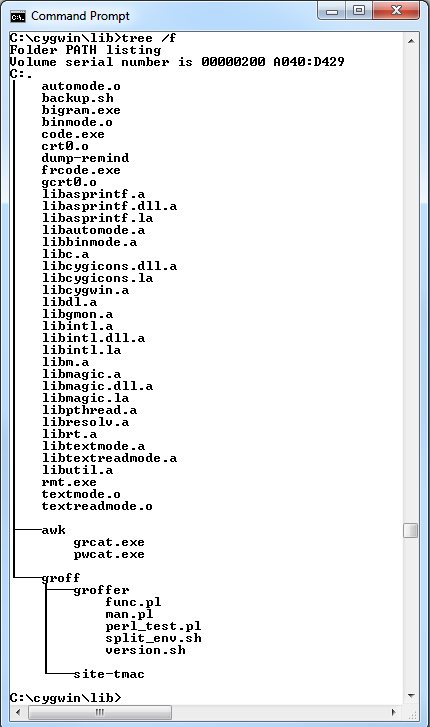 Command Prompt
C:\cygwin\lib>tree /f
Folder PATH listing
Volume serial number is 00000200 A040:D429
C:.
automode.o
backup.sh
bigram.exe
binmode.o
code.exe
crt0.o
dump-remind
frcode.exe
gcrt0.o
libasprintf.a
libasprintf.dll.a
libasprintf.la
libautomode.a
libbinmode.a
libc.a
libcygicons.dll.a
libcygicons.la
libcygwin.a
libdl.a
libgmon.a
libintl.a
libintl.dll.a
libintl.la
libm.a
libmagic.a
libmagic.dll.a
libmagic.la
libpthread.a
libresolv.a
librt.a
libtextmode.a
libtextreadmode.a
libutil.a
rmt.exe
textmode.o
textreadmode.o
awk
grcat.exe
pwcat.exe
groff
groffer
func.pl
man.pl
perl_test.pl
split_env.sh
version.sh
site-tmac
C:\cygwin\lib>